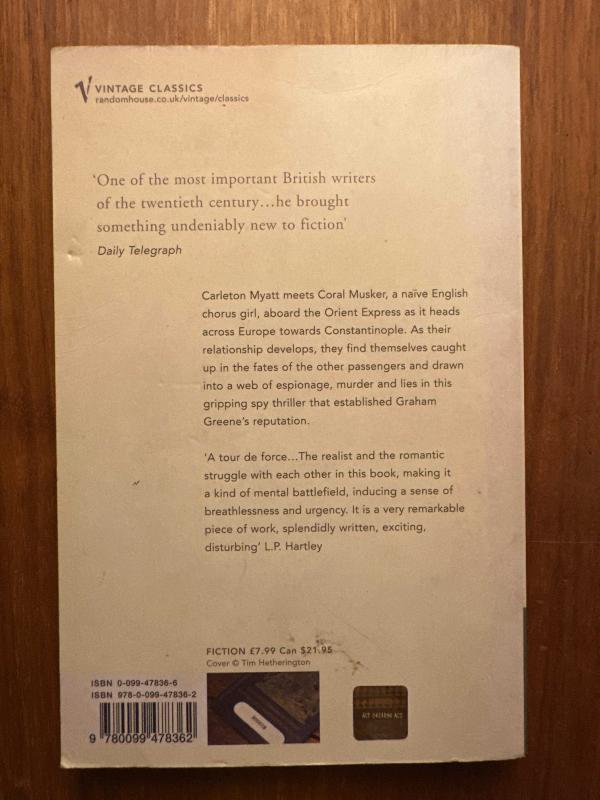 VINTAGE CLASSICS
randomhouse.co.uk/vintage/classics
‘One of the most important British writers
of the twentieth century...he brought
something undeniably new to fiction’
Daily Telegraph
Carleton Myatt meets Coral Musker, a naïve English
chorus girl, aboard the Orient Express as it heads
across Europe towards Constantinople. As their
relationship develops, they find themselves caught
up in the fates of the other passengers and drawn
into a web of espionage, murder and lies in this
gripping spy thriller that established Graham
Greene’s reputation.
‘A tour de force...The realist and the romantic
struggle with each other in this book, making it
a kind of mental battlefield, inducing a sense of
breathlessness and urgency. It is a very remarkable
piece of work, splendidly written, exciting,
disturbing’ L.P. Hartley
FICTION £7.99 Can $21.95
Cover © Tim Hetherington
ISBN 0-099-47836-6
ISBN 978-0-099-47836-2
9 780099 478362